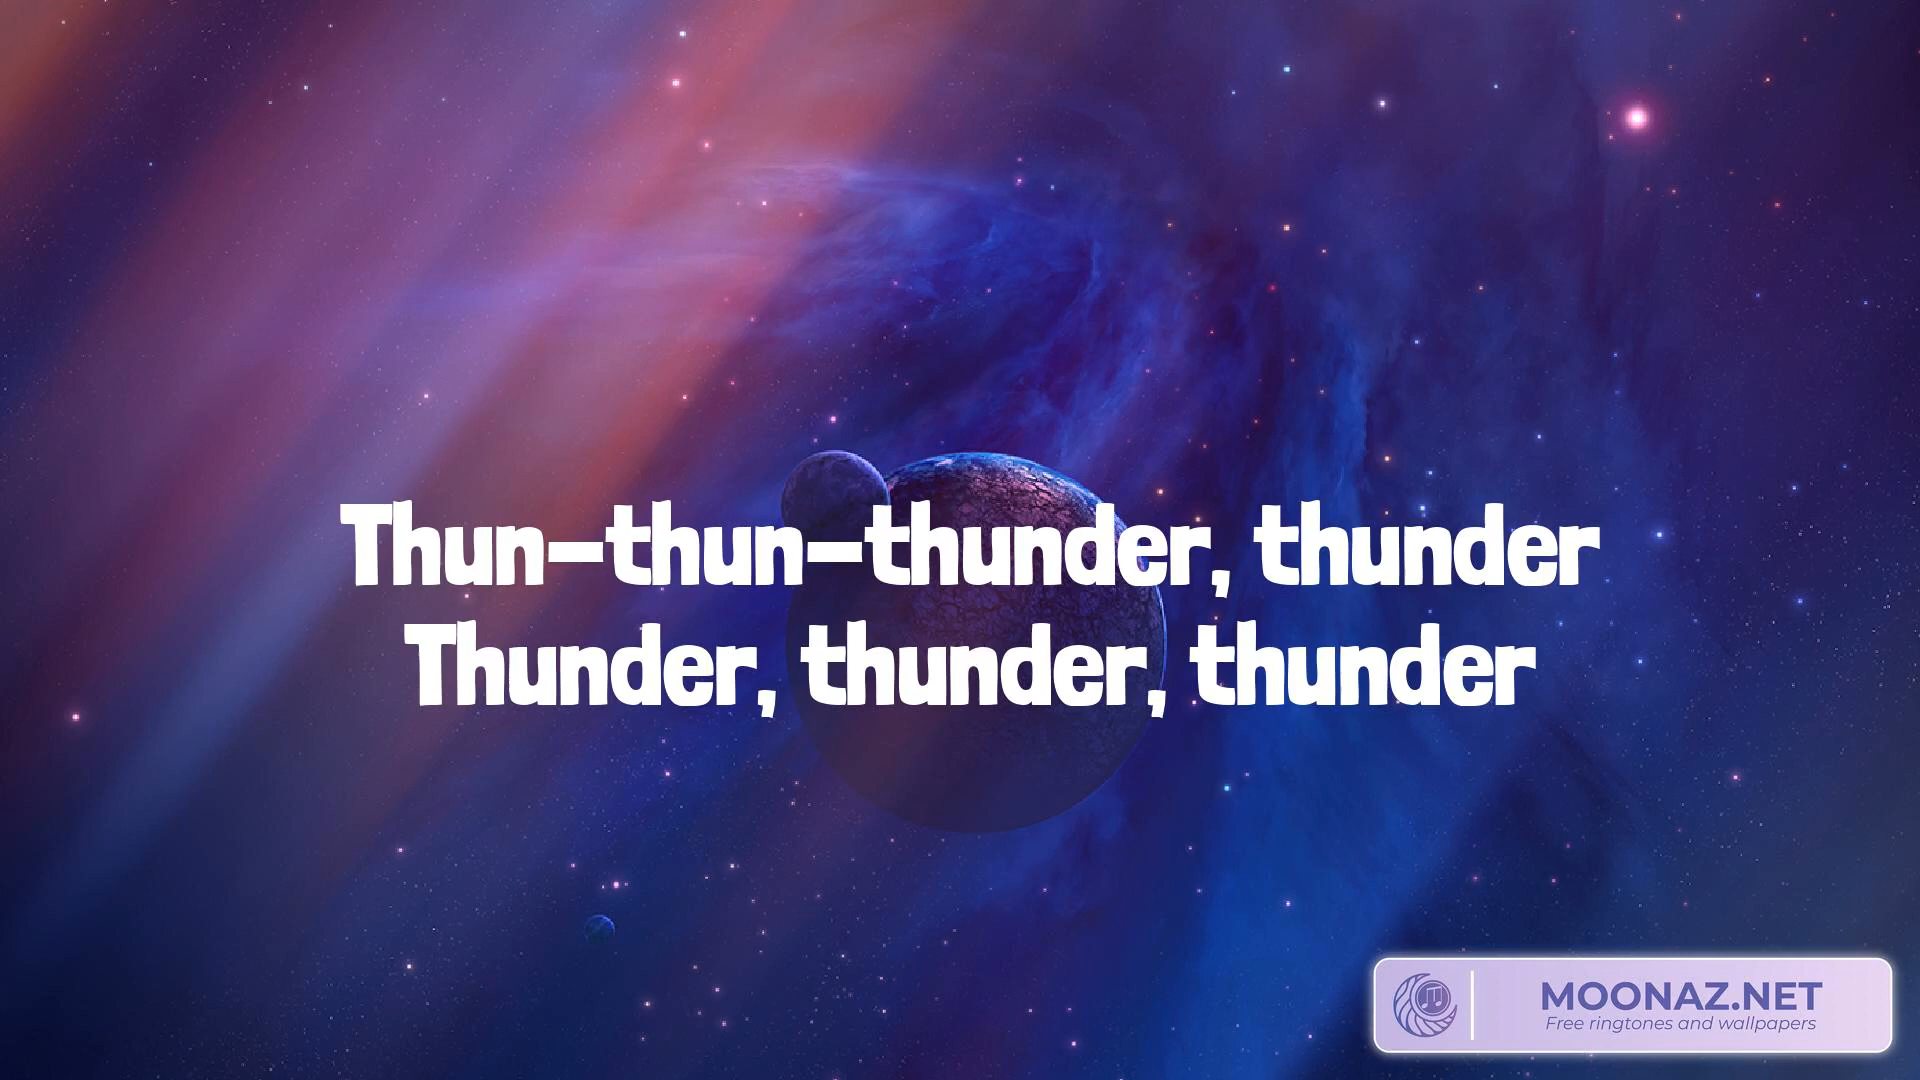 Thun-thun-thunder, thunder
Thunder, thunder, thunder
MOONAZ.NET
Free ringtones and wallpapers